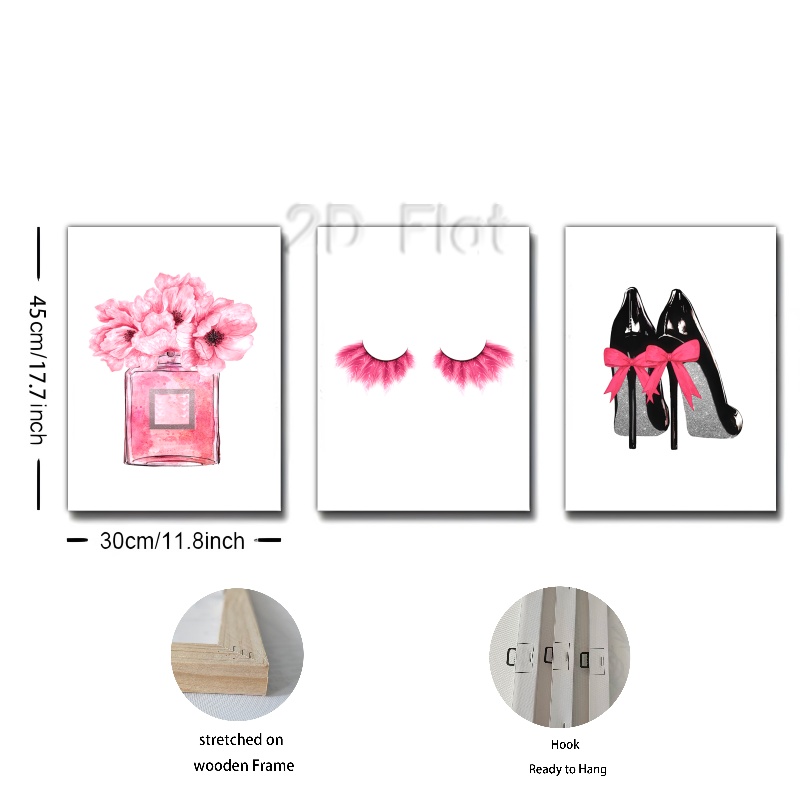 2D Flat
45cm/17.7inch
30cm/11.8inch
stretched on
wooden Frame
Hook
Ready to Hang